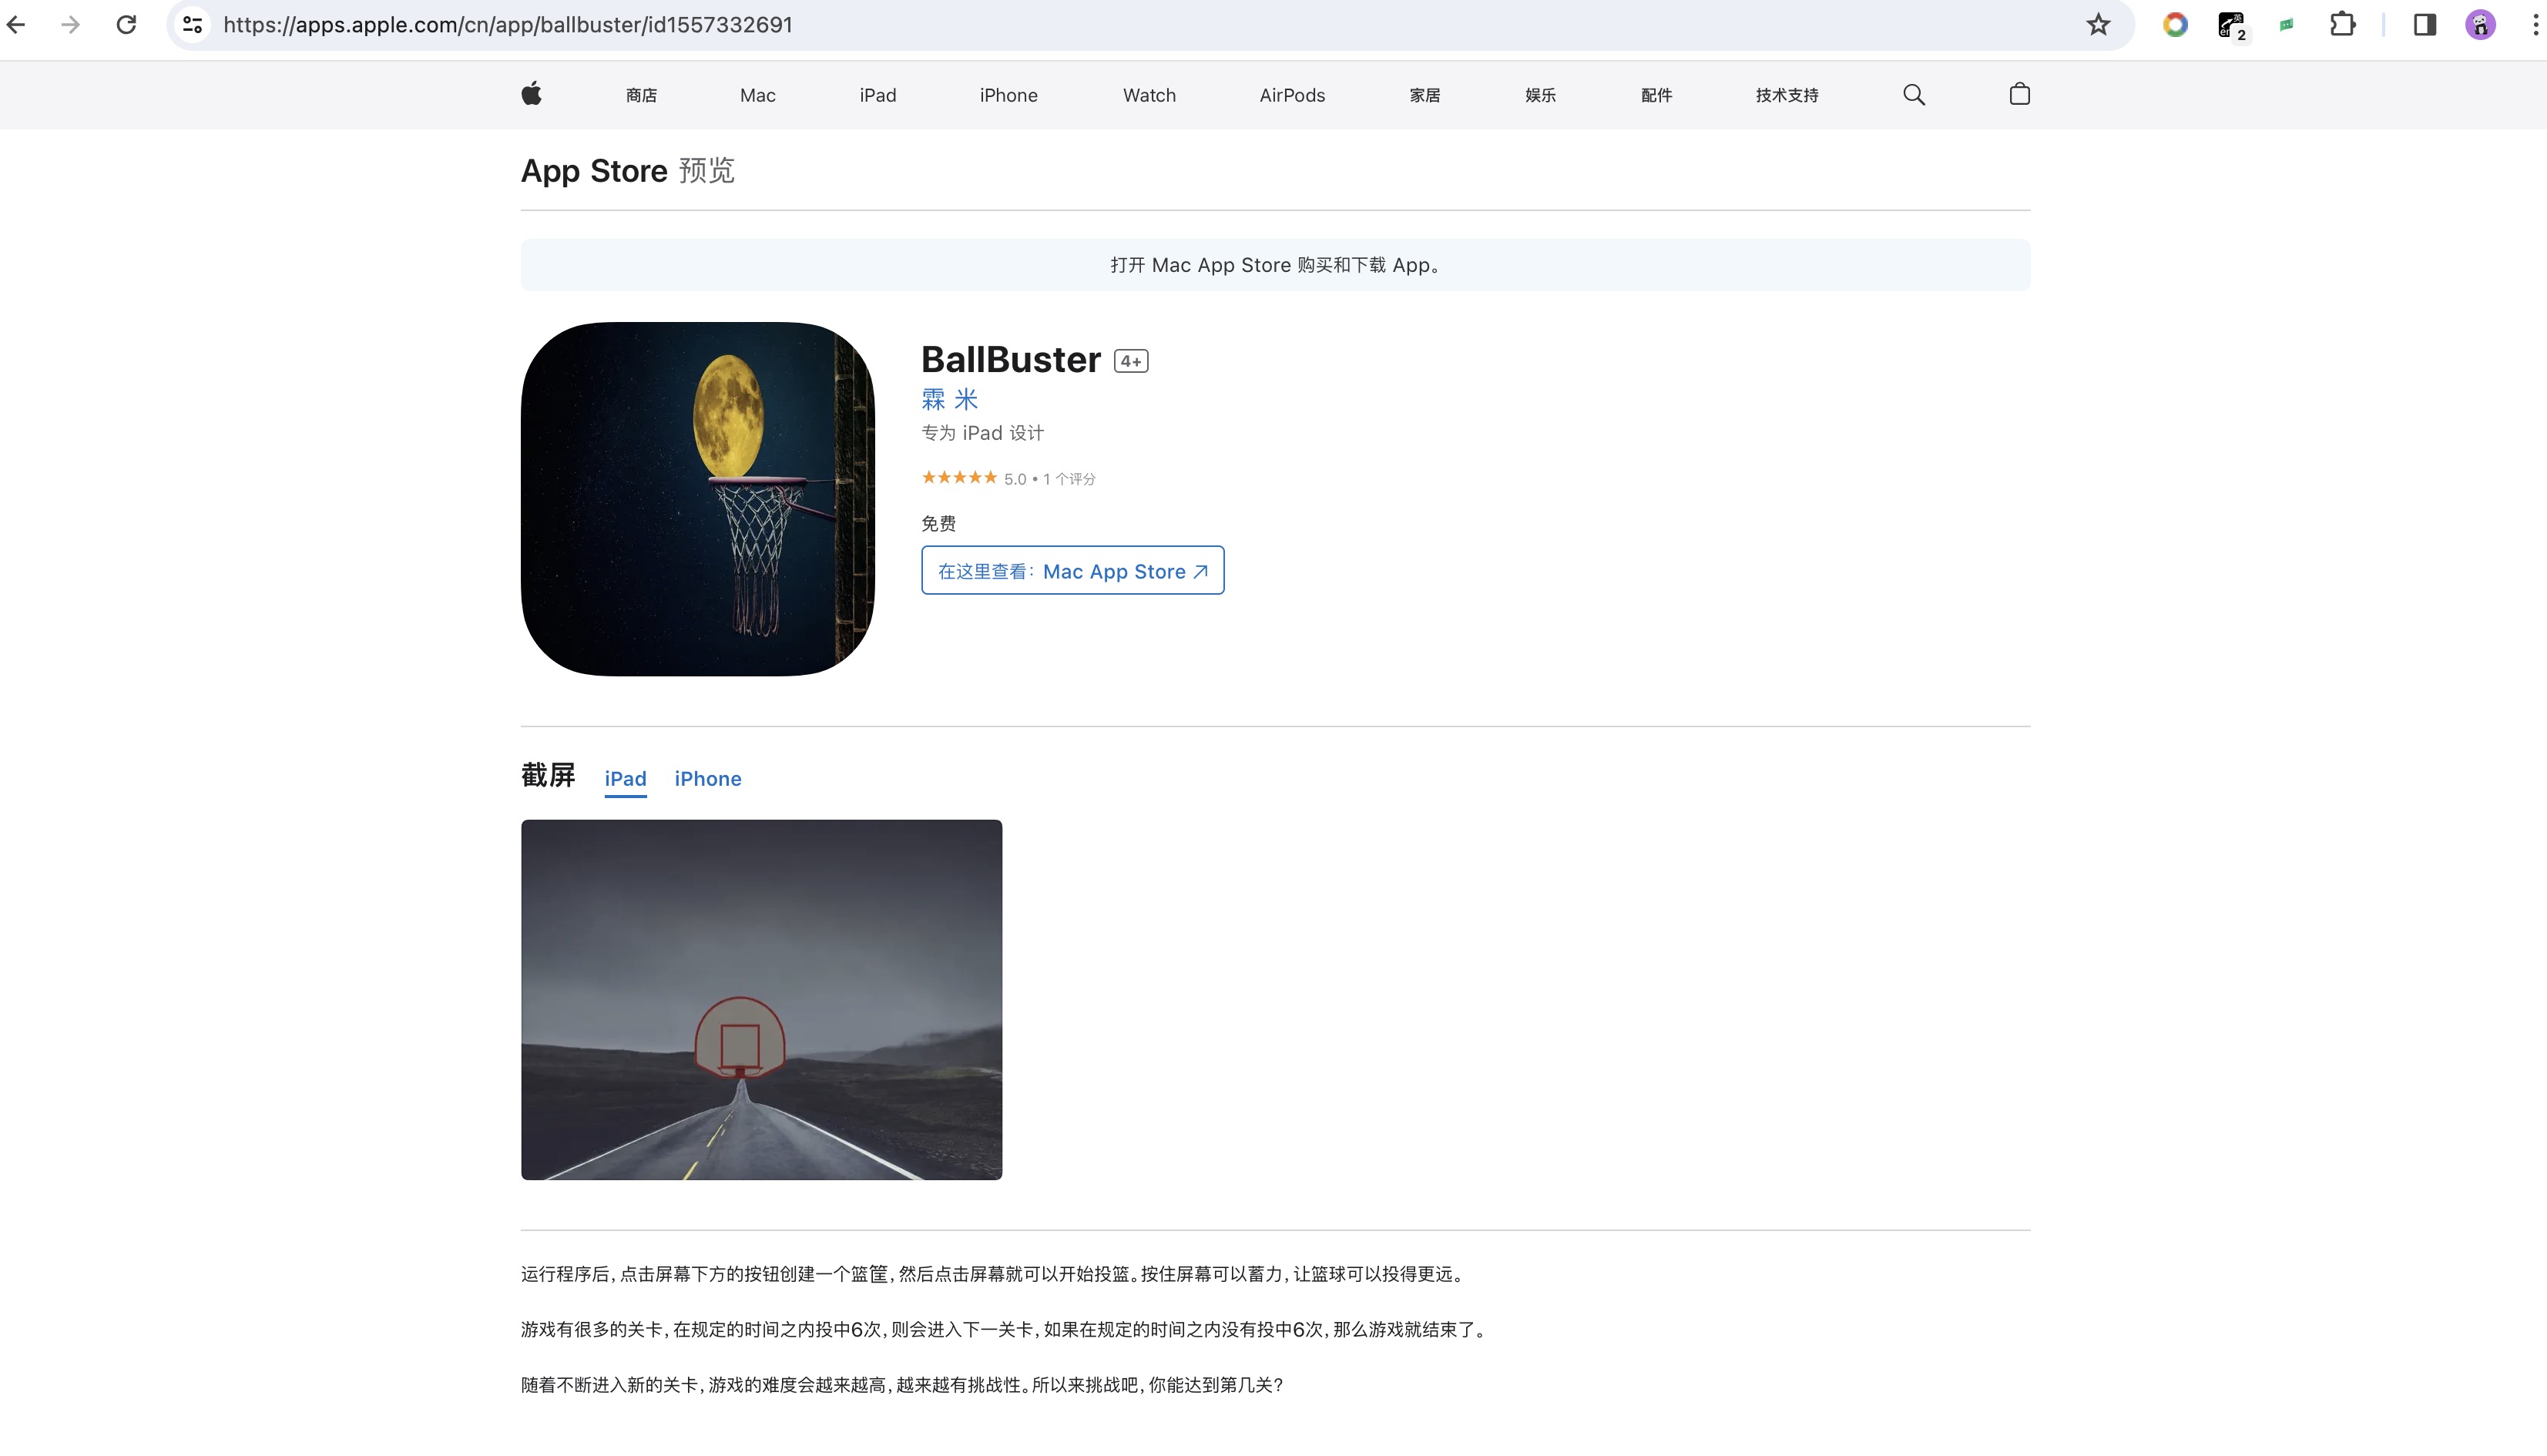 https://apps.apple.com/cn/app/ballbuster/id1557332691
2
商店 Mac iPad iPhone Watch AirPods 家居 娱乐 配件 技术支持
App Store 预览
打开 Mac App Store 购买和下载 App。
BallBuster 4+
霖 米
专为 iPad 设计
★★★★★ 5.0 • 1 个评分
免费
在这里查看：Mac App Store
截屏 iPad iPhone
运行程序后，点击屏幕下方的按钮创建一个篮筐，然后点击屏幕就可以开始投篮。按住屏幕可以蓄力，让篮球可以投得更远。
游戏有很多的关卡，在规定的时间之内投中6次，则会进入下一关卡，如果在规定的时间之内没有投中6次，那么游戏就结束了。
随着不断进入新的关卡，游戏的难度会越来越高，越来越有挑战性。所以来挑战吧，你能达到第几关？